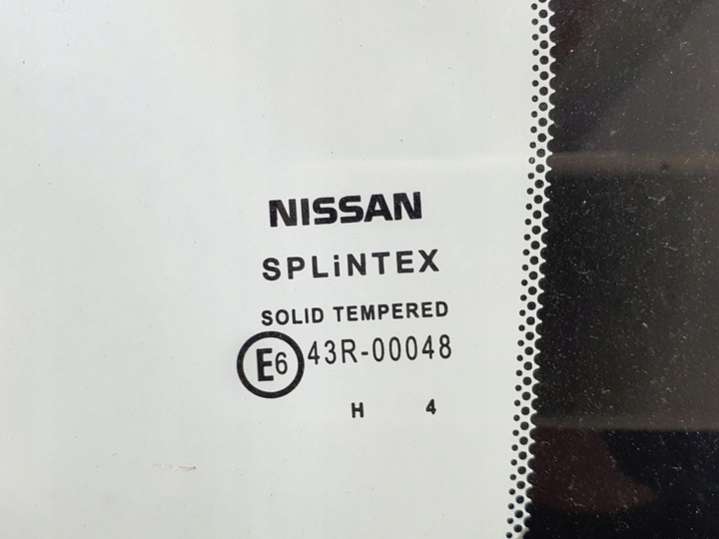 NISSAN
SPLiNTEX
SOLID TEMPERED
E6 43R-00048
H 4